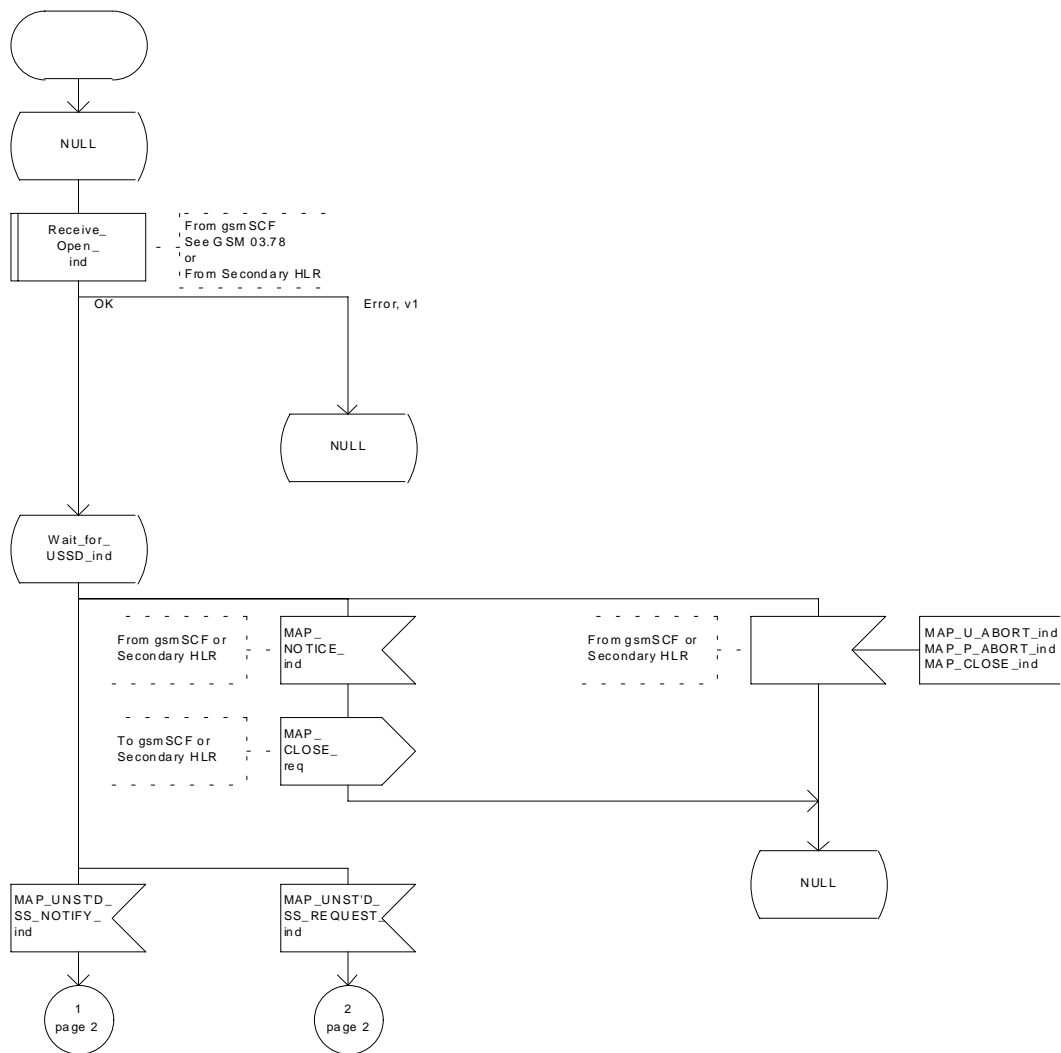 NULL
Receive_
Open_
ind
From gsmSCF
See GSM 03.78
or
From Secondary HLR
OK
Error, v1
NULL
Wait_for_
USSD_ind
From gsmSCF or
Secondary HLR
MAP_
NOTICE_
ind
From gsmSCF or
Secondary HLR
MAP_U_ABORT_ind
MAP_P_ABORT_ind
MAP_CLOSE_ind
To gsmSCF or
Secondary HLR
MAP_
CLOSE_
req
NULL
MAP_UNST'D_
SS_NOTIFY_
ind
MAP_UNST'D_
SS_REQUEST_
ind
1
page 2
2
page 2